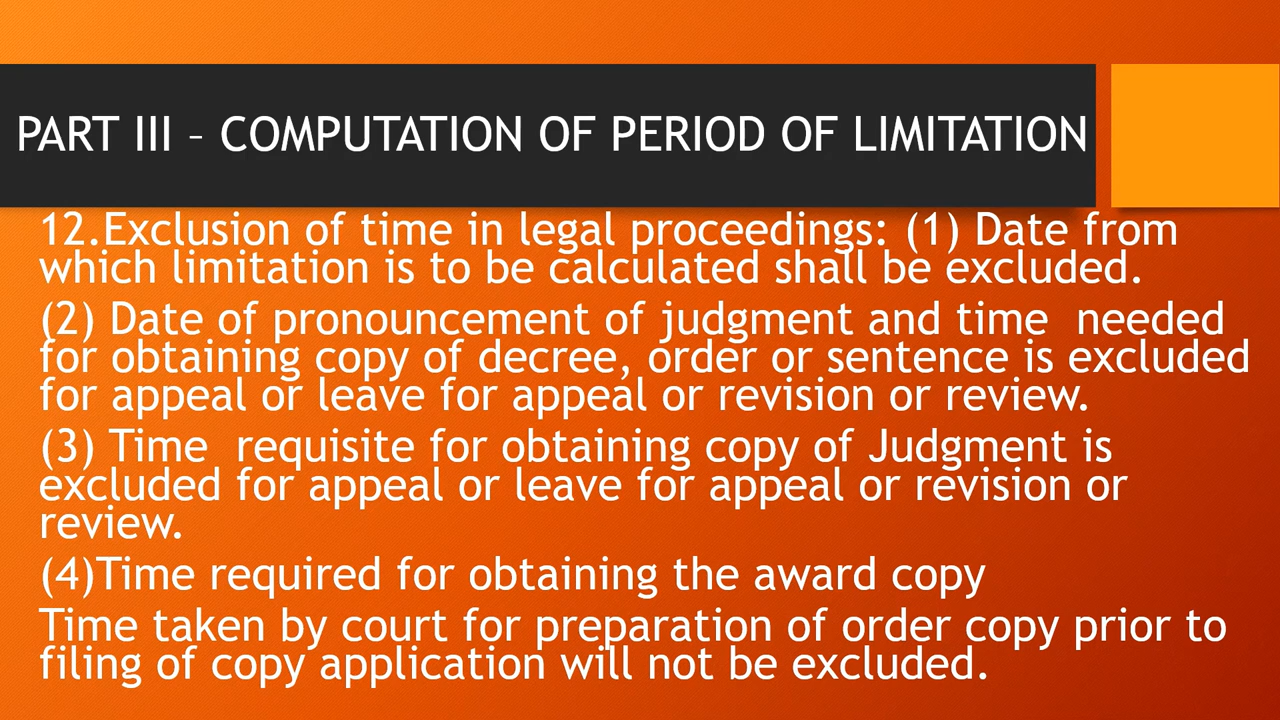 PART III – COMPUTATION OF PERIOD OF LIMITATION
12.Exclusion of time in legal proceedings: (1) Date from
which limitation is to be calculated shall be excluded.
(2) Date of pronouncement of judgment and time  needed
for obtaining copy of decree, order or sentence is excluded
for appeal or leave for appeal or revision or review.
(3) Time  requisite for obtaining copy of Judgment is
excluded for appeal or leave for appeal or revision or
review.
(4)Time required for obtaining the award copy
Time taken by court for preparation of order copy prior to
filing of copy application will not be excluded.